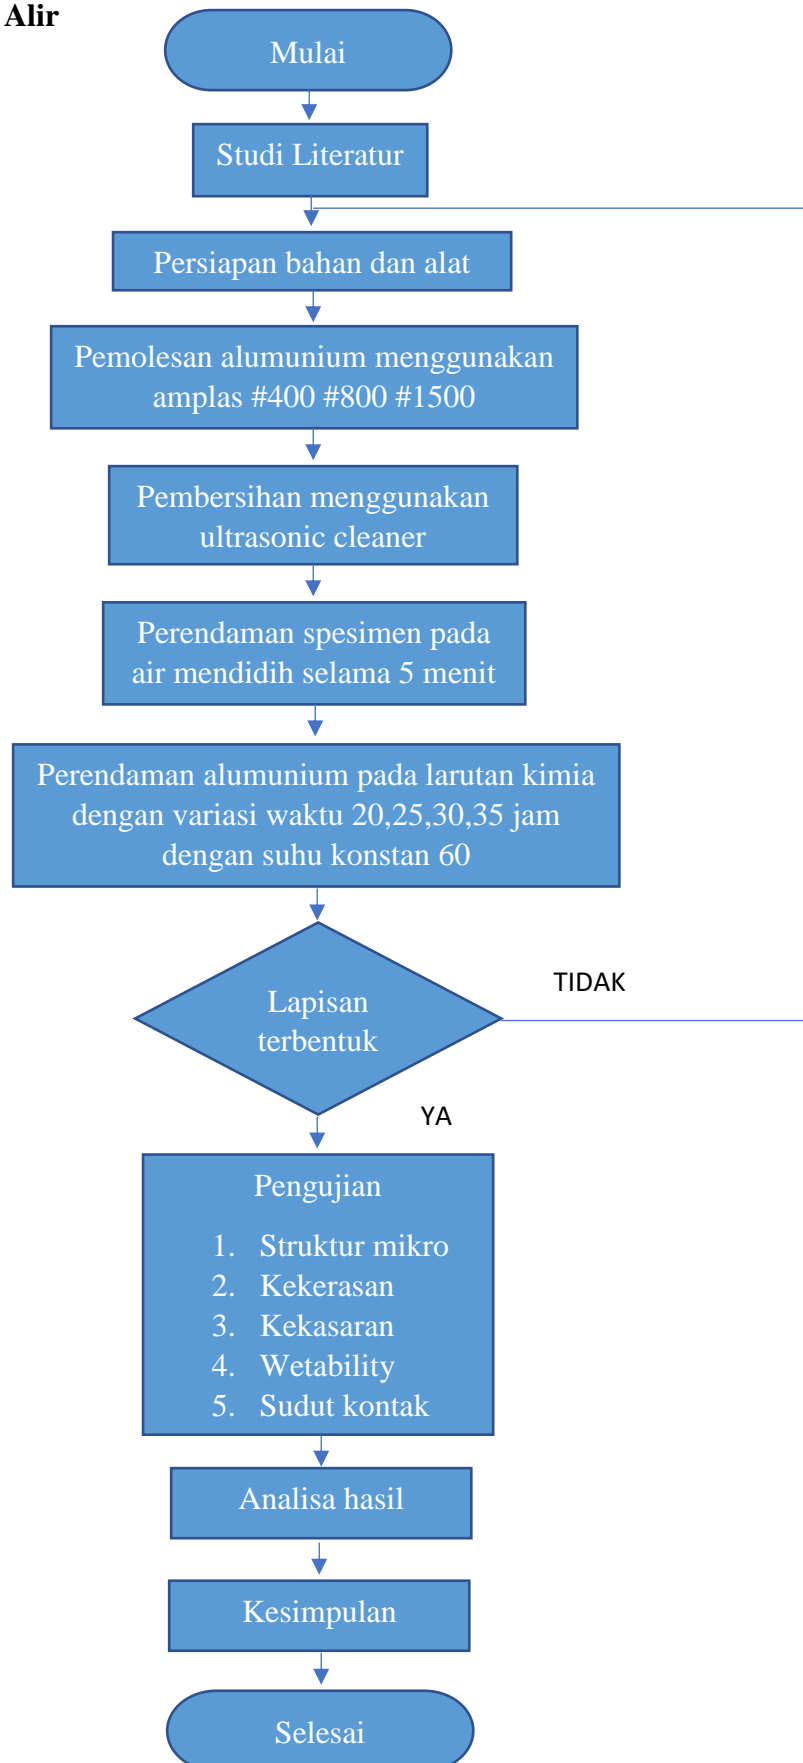 Alir
Mulai
Studi Literatur
Persiapan bahan dan alat
Pemolesan alumunium menggunakan
amplas #400 #800 #1500
Pembersihan menggunakan
ultrasonic cleaner
Perendaman spesimen pada
air mendidih selama 5 menit
Perendaman alumunium pada larutan kimia
dengan variasi waktu 20,25,30,35 jam
dengan suhu konstan 60
Lapisan
terbentuk
TIDAK
YA
Pengujian
1. Struktur mikro
2. Kekerasan
3. Kekasaran
4. Wetability
5. Sudut kontak
Analisa hasil
Kesimpulan
Selesai